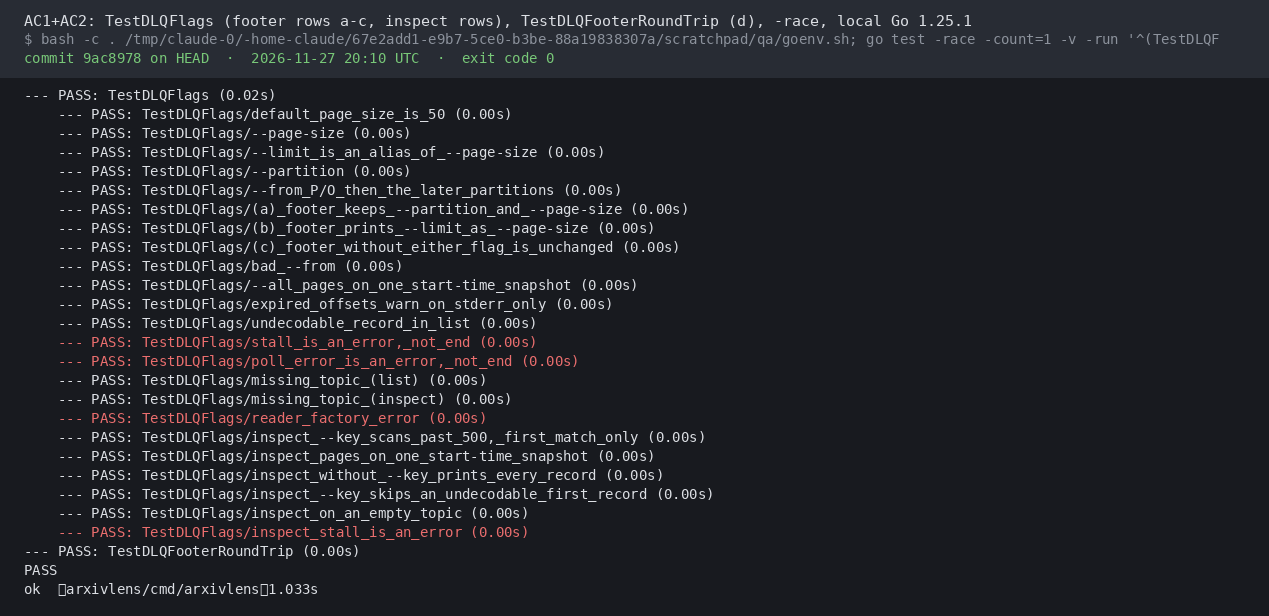 AC1+AC2: TestDLQFlags (footer rows a-c, inspect rows), TestDLQFooterRoundTrip (d), -race, local Go 1.25.1
$ bash -c . /tmp/claude-0/-home-claude/67e2add1-e9b7-5ce0-b3be-88a19838307a/scratchpad/qa/goenv.sh; go test -race -count=1 -v -run '^(TestDLQF
commit 9ac8978 on HEAD · 2026-11-27 20:10 UTC · exit code 0
--- PASS: TestDLQFlags (0.02s)
--- PASS: TestDLQFlags/default_page_size_is_50 (0.00s)
--- PASS: TestDLQFlags/--page-size (0.00s)
--- PASS: TestDLQFlags/--limit_is_an_alias_of_--page-size (0.00s)
--- PASS: TestDLQFlags/--partition (0.00s)
--- PASS: TestDLQFlags/--from_P/O_then_the_later_partitions (0.00s)
--- PASS: TestDLQFlags/(a)_footer_keeps_--partition_and_--page-size (0.00s)
--- PASS: TestDLQFlags/(b)_footer_prints_--limit_as_--page-size (0.00s)
--- PASS: TestDLQFlags/(c)_footer_without_either_flag_is_unchanged (0.00s)
--- PASS: TestDLQFlags/bad_--from (0.00s)
--- PASS: TestDLQFlags/--all_pages_on_one_start-time_snapshot (0.00s)
--- PASS: TestDLQFlags/expired_offsets_warn_on_stderr_only (0.00s)
--- PASS: TestDLQFlags/undecodable_record_in_list (0.00s)
--- PASS: TestDLQFlags/stall_is_an_error,_not_end (0.00s)
--- PASS: TestDLQFlags/poll_error_is_an_error,_not_end (0.00s)
--- PASS: TestDLQFlags/missing_topic_(list) (0.00s)
--- PASS: TestDLQFlags/missing_topic_(inspect) (0.00s)
--- PASS: TestDLQFlags/reader_factory_error (0.00s)
--- PASS: TestDLQFlags/inspect_--key_scans_past_500,_first_match_only (0.00s)
--- PASS: TestDLQFlags/inspect_pages_on_one_start-time_snapshot (0.00s)
--- PASS: TestDLQFlags/inspect_without_--key_prints_every_record (0.00s)
--- PASS: TestDLQFlags/inspect_--key_skips_an_undecodable_first_record (0.00s)
--- PASS: TestDLQFlags/inspect_on_an_empty_topic (0.00s)
--- PASS: TestDLQFlags/inspect_stall_is_an_error (0.00s)
--- PASS: TestDLQFooterRoundTrip (0.00s)
PASS
ok arxivlens/cmd/arxivlens 1.033s